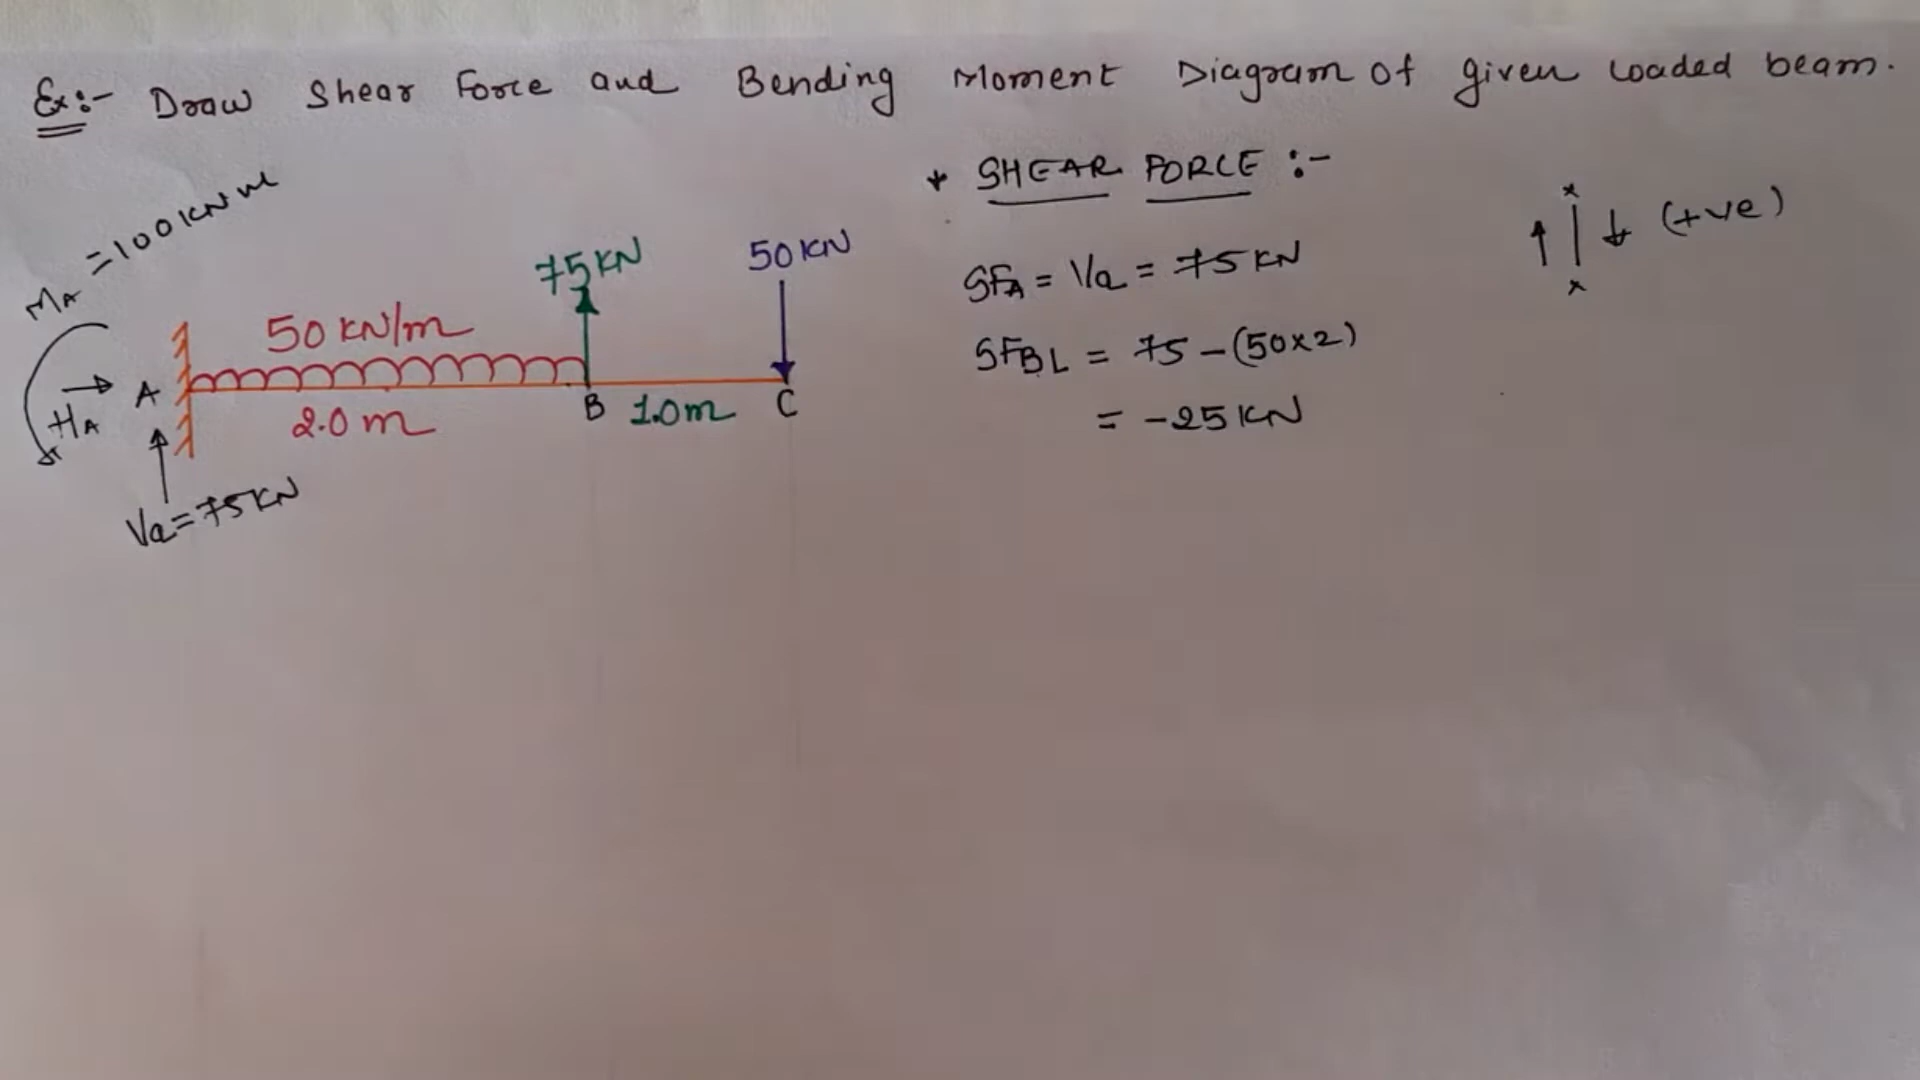 Ex:- Draw Shear Force and Bending Moment Diagram of given loaded beam.
* SHEAR FORCE :-
MA = 100 KNm
(+ve)
75 KN
50 KN
SFA = Va = 75 KN
50 KN/m
SFBL = 75 - (50x2)
A
HA
2.0 m
B
1.0m
C
= -25 KN
Va = 75 KN
x
x